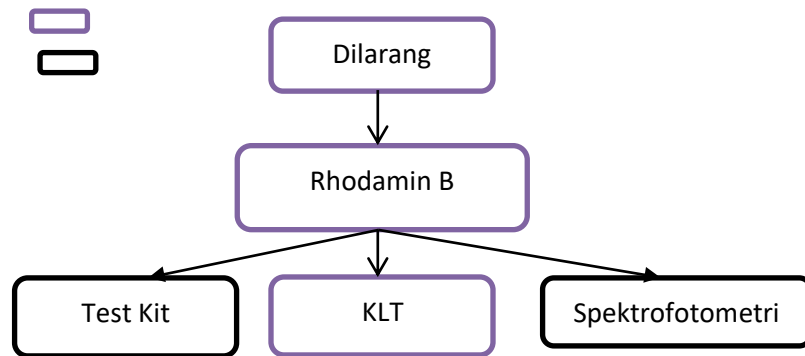 Dilarang
Rhodamin B
Test Kit
KLT
Spektrofotometri